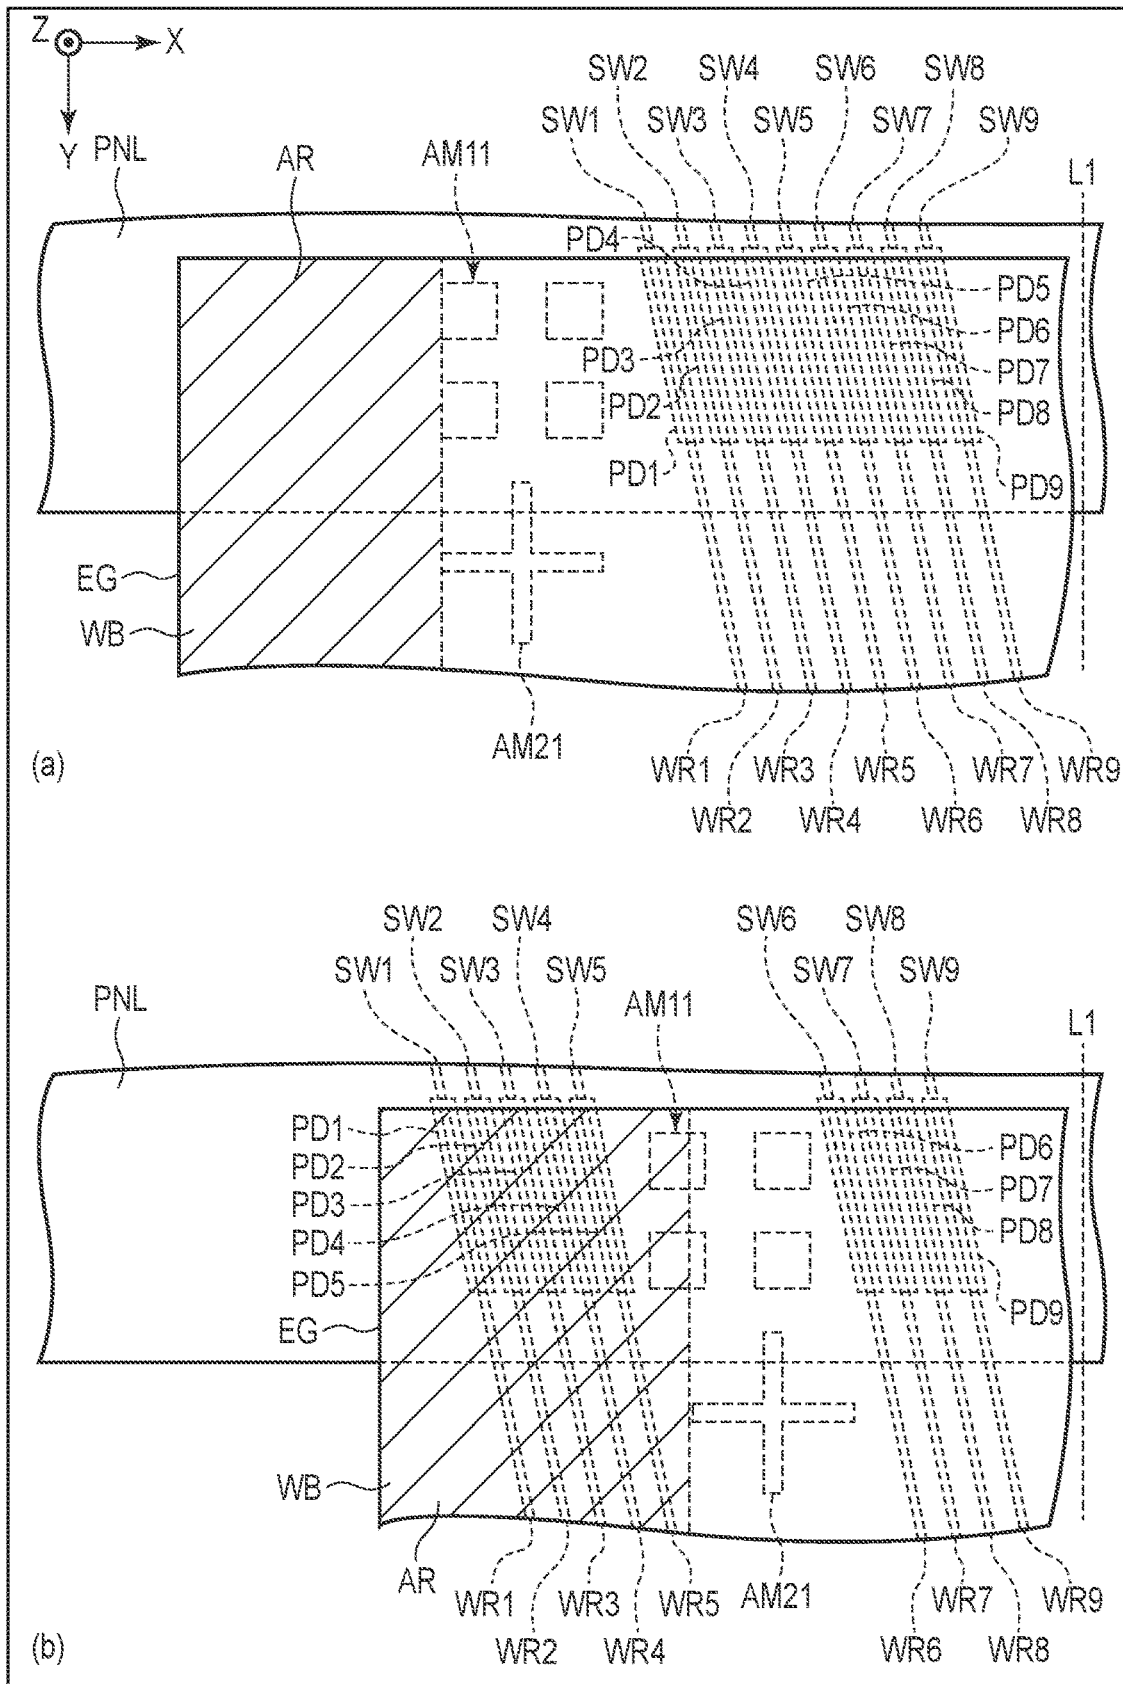 Z X
Y
SW2 SW4 SW6 SW8
SW1 SW3 SW5 SW7 SW9
PNL AR AM11 L1
PD4
PD5
PD6
PD3
PD7
PD2 PD8
PD1
PD9
EG
WB
AM21
WR1 WR3 WR5 WR7 WR9
WR2 WR4 WR6 WR8
(a)
SW2 SW4 SW6 SW8
SW1 SW3 SW5 SW7 SW9
PNL AM11 L1
PD1 PD6
PD2 PD7
PD3
PD4 PD8
PD5
PD9
EG
WB
AR
WR1 WR3 WR5 AM21 WR7 WR9
WR2 WR4 WR6 WR8
(b)